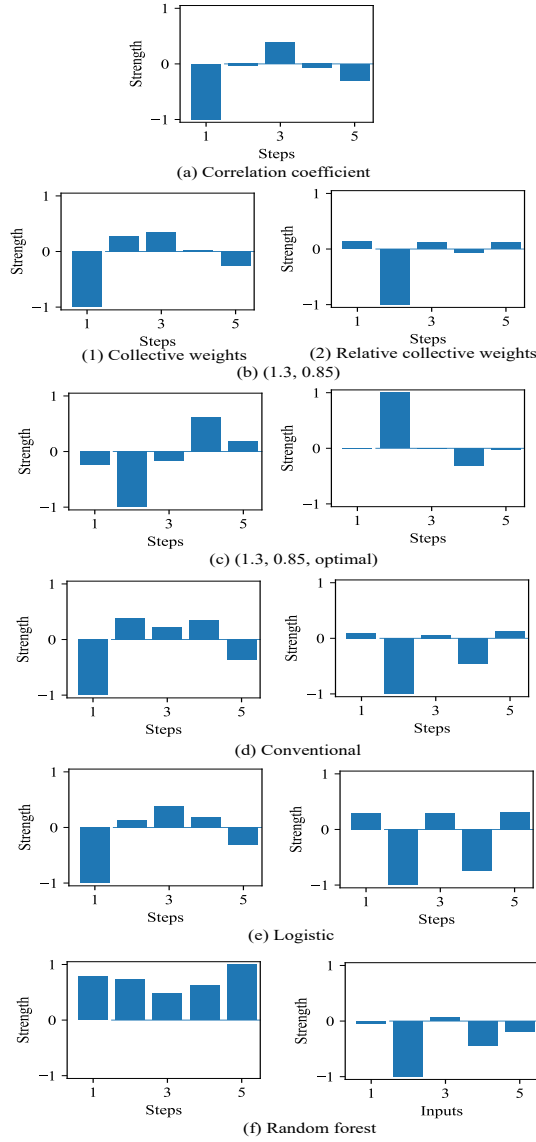 1
0
−1
Strength
1 3 5
Steps
(a) Correlation coefficient
1
0
−1
Strength
1 3 5
Steps
(1) Collective weights
1
0
−1
Strength
1 3 5
Steps
(2) Relative collective weights
(b) (1.3, 0.85)
1
0
−1
Strength
1 3 5
Steps
1
0
−1
Strength
1 3 5
Steps
(c) (1.3, 0.85, optimal)
1
0
−1
Strength
1 3 5
Steps
1
0
−1
Strength
1 3 5
Steps
(d) Conventional
1
0
−1
Strength
1 3 5
Steps
1
0
−1
Strength
1 3 5
Steps
(e) Logistic
1
0
−1
Strength
1 3 5
Steps
1
0
−1
Strength
1 3 5
Inputs
(f) Random forest